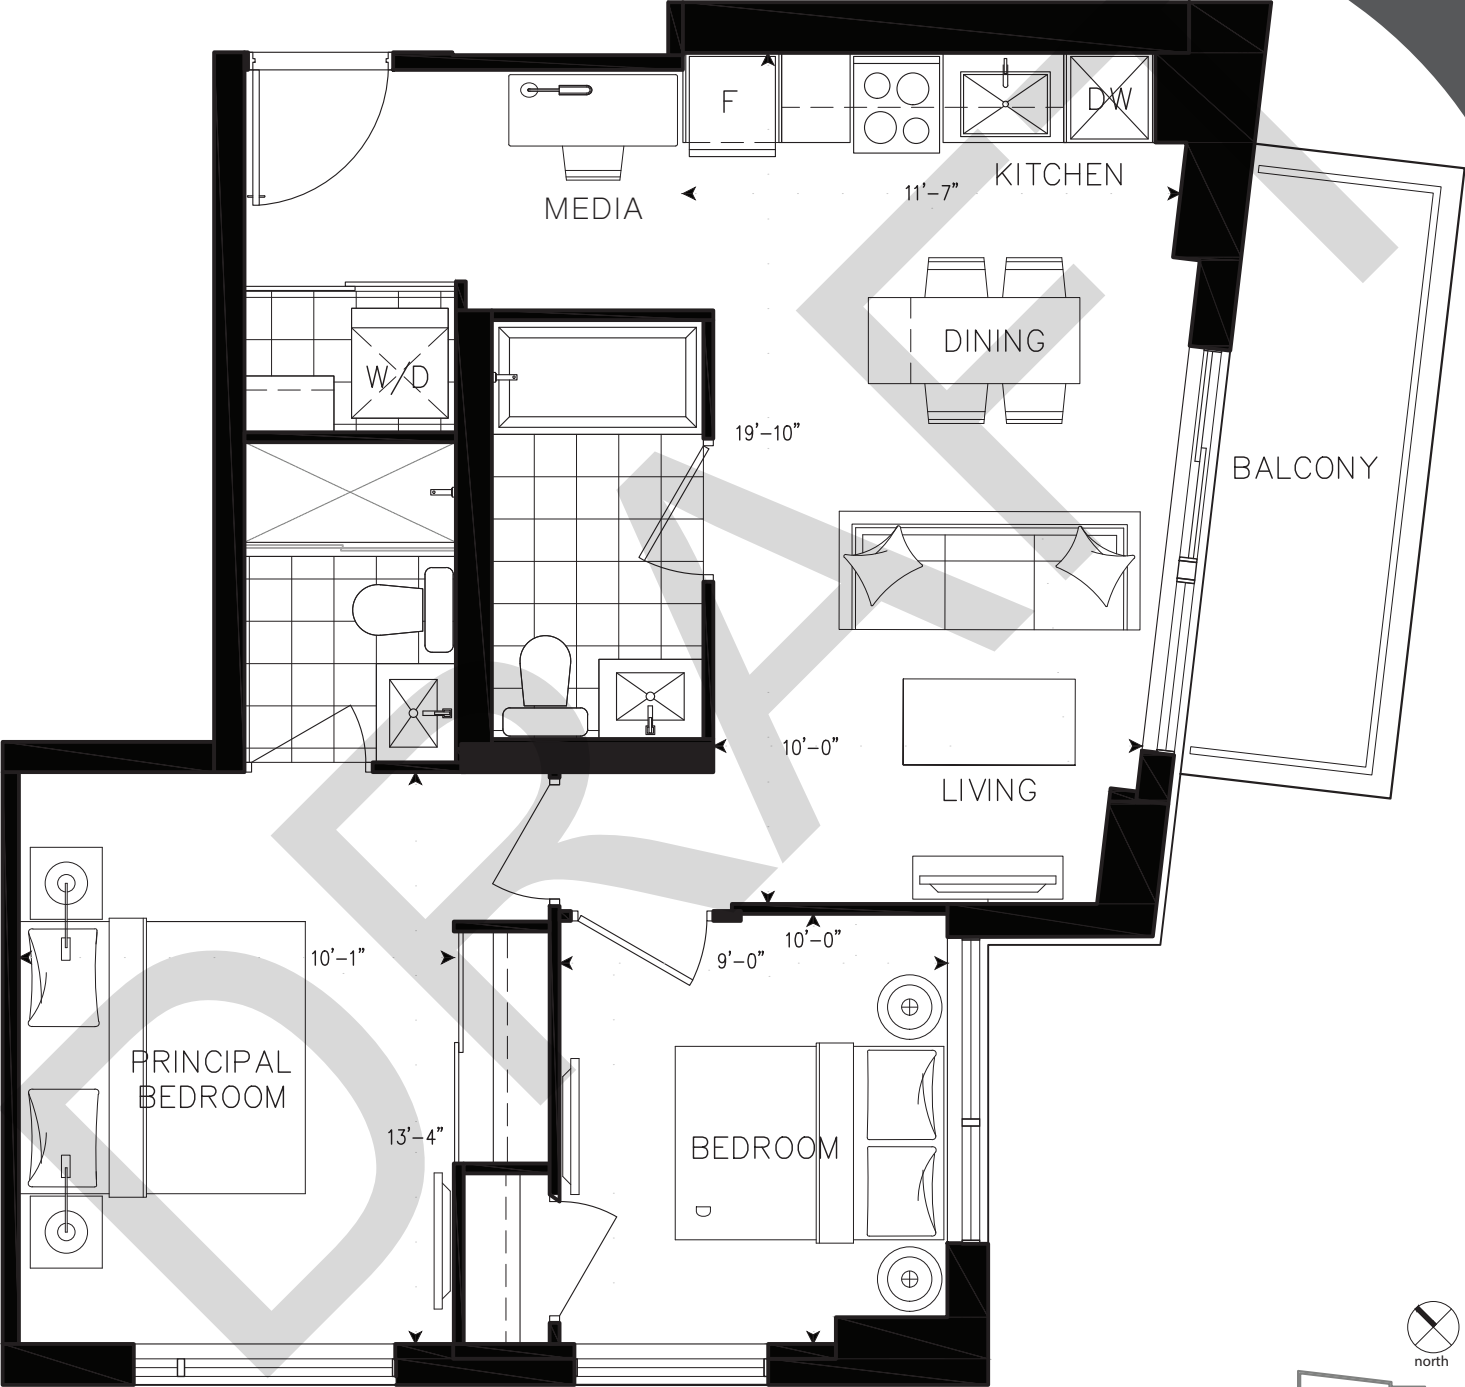 F
DW
KITCHEN
11'-7"
MEDIA
DINING
W/D
19'-10"
BALCONY
10'-0"
LIVING
10'-0"
10'-1"
9'-0"
PRINCIPAL
BEDROOM
13'-4"
BEDROOM
DRAFT
north